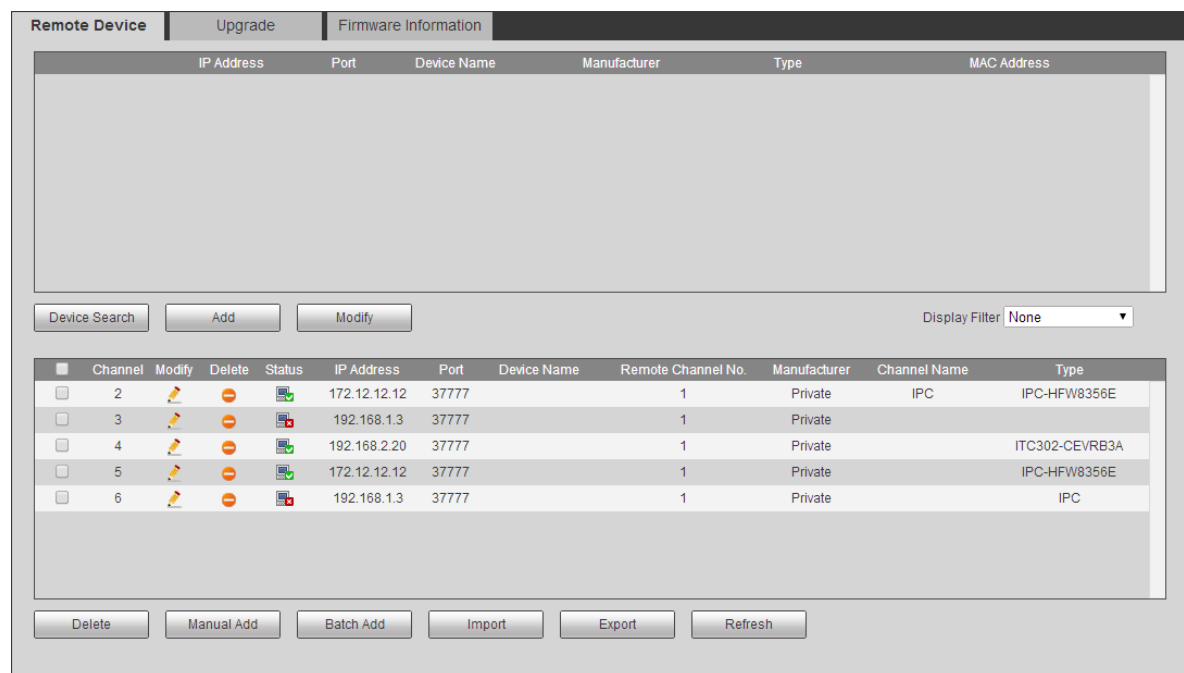 Remote Device Upgrade Firmware Information
IP Address Port Device Name Manufacturer Type MAC Address
Device Search Add Modify Display Filter None
Channel Modify Delete Status IP Address Port Device Name Remote Channel No. Manufacturer Channel Name Type
2 172.12.12.12 37777 1 Private IPC IPC-HFW8356E
3 192.168.1.3 37777 1 Private
4 192.168.2.20 37777 1 Private ITC302-CEVRB3A
5 172.12.12.12 37777 1 Private IPC-HFW8356E
6 192.168.1.3 37777 1 Private IPC
Delete Manual Add Batch Add Import Export Refresh